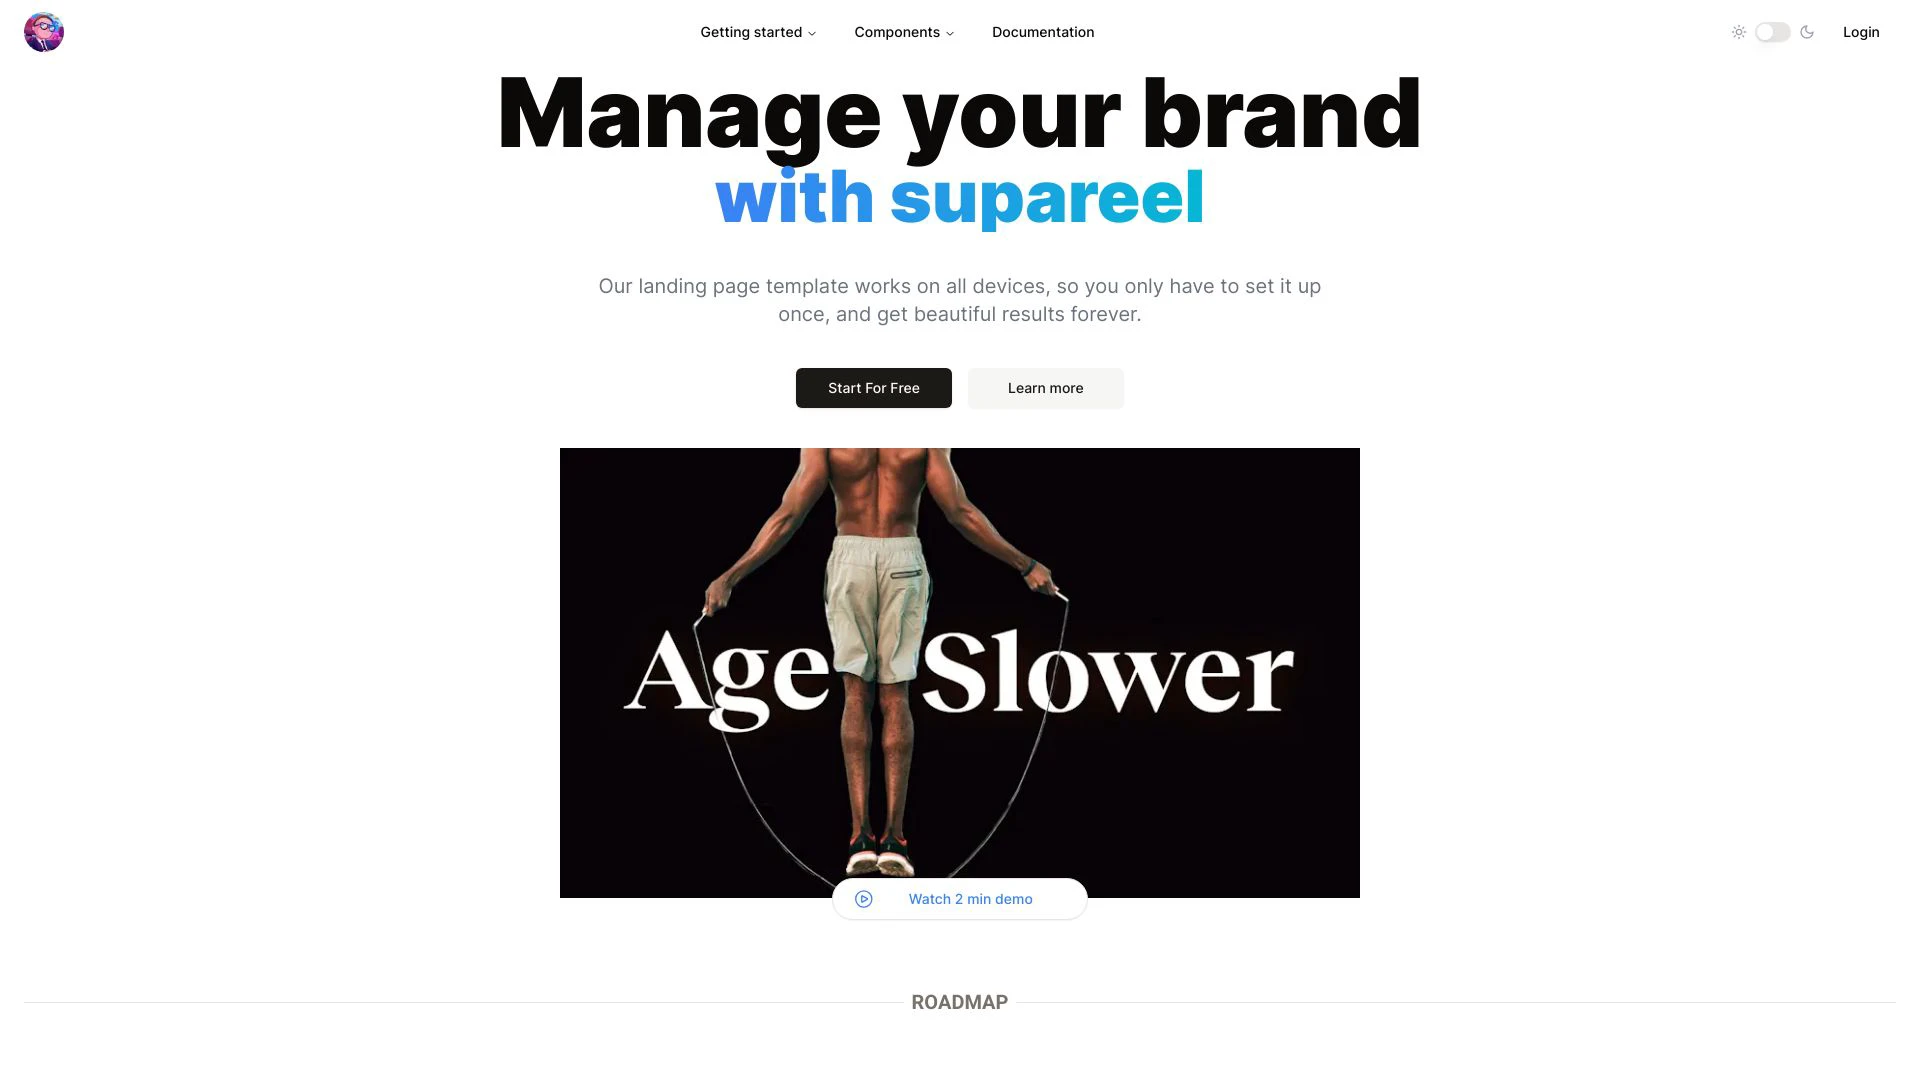 Getting started
Components
Documentation
Login
Manage your brand
with supareel
Our landing page template works on all devices, so you only have to set it up
once, and get beautiful results forever.
Start For Free
Learn more
Age Slower
Watch 2 min demo
ROADMAP